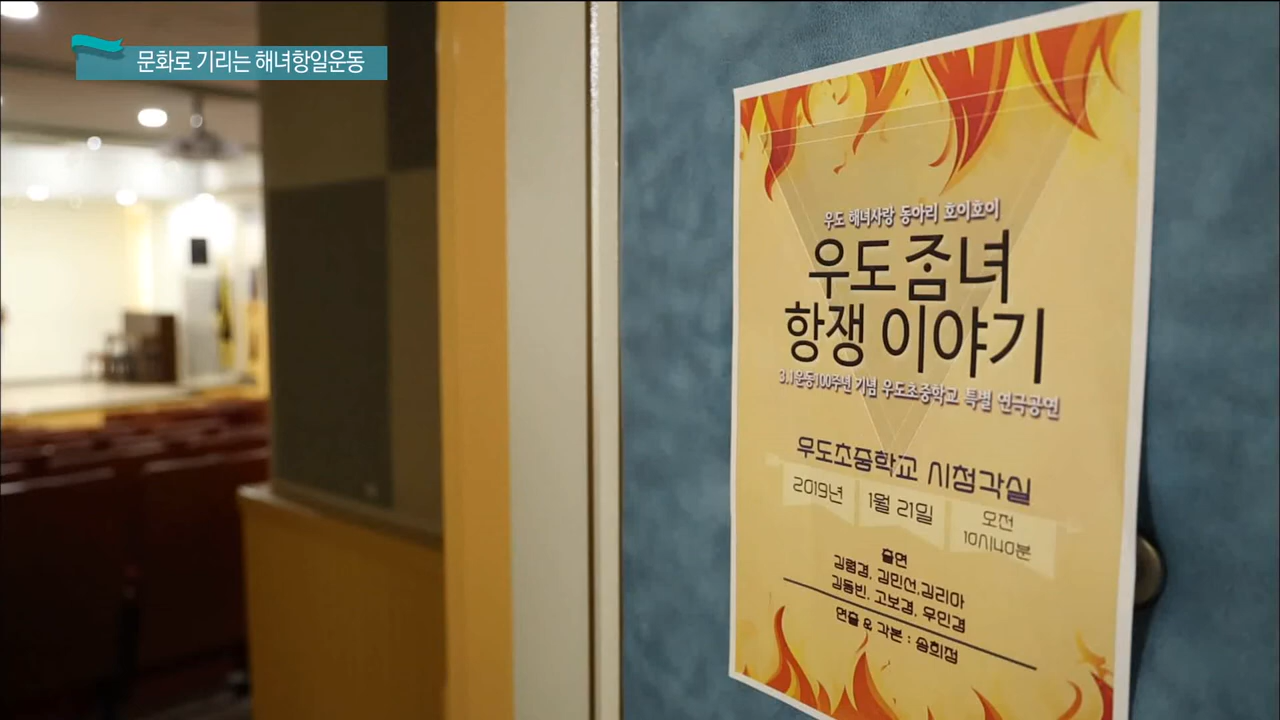 문화로 기리는 해녀항일운동
우도 해녀사랑 동아리 호이호이
우도 좀녀
항쟁 이야기
3.1운동100주년 기념 우도초중학교 특별 연극공연
우도초중학교 시청각실
2019년 1월 21일 오전 10시40분
출연
김렴경, 김민선,김리아
김동빈, 고보경, 우인경
연출 & 각본 : 송희정